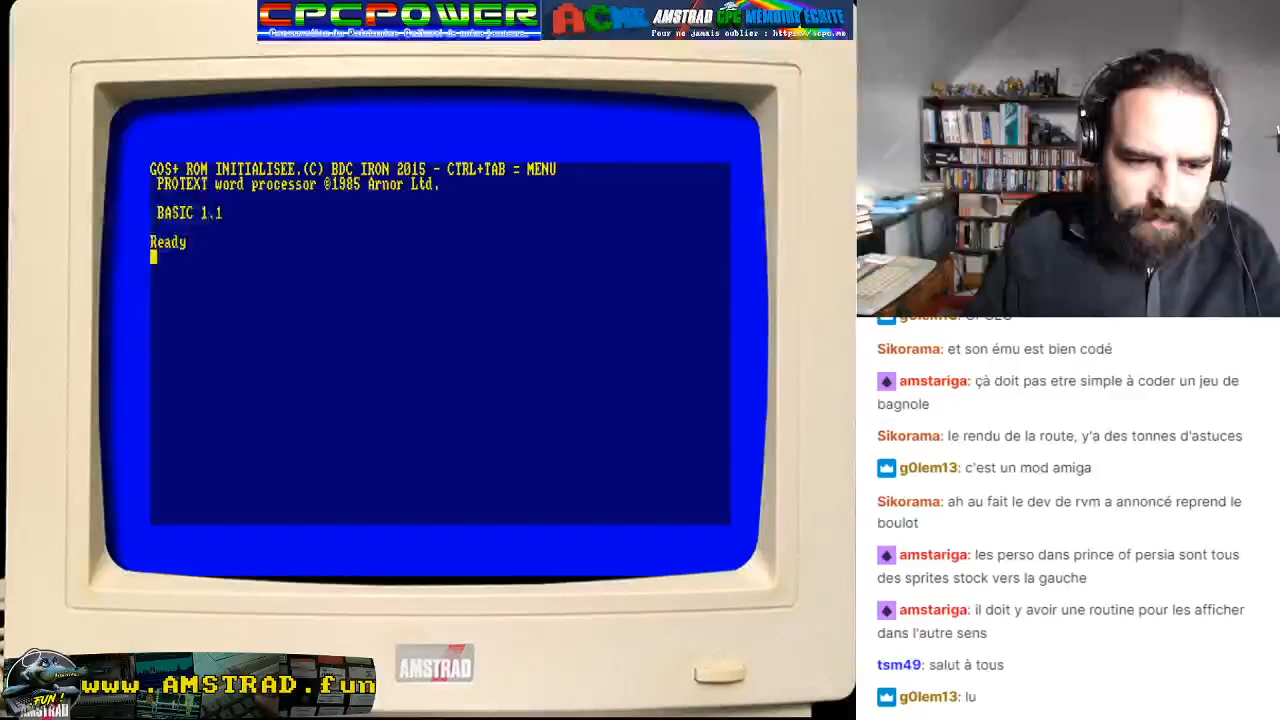 CPCPOWER
ACME
AMSTRAD CPC MÉMOIRE ÉCRITE
Pour ne jamais oublier : https://acpc.me
GOS+ ROM INITIALISEE.(C) BDC IRON 2015 - CTRL+TAB = MENU
PROTEXT word processor ©1985 Arnor Ltd.
BASIC 1.1
Ready
AMSTRAD
FUN !
AMSTRAD
www.AMSTRAD.fun
Sikorama: et son ému est bien codé
amstariga: çà doit pas etre simple à coder un jeu de
bagnole
Sikorama: le rendu de la route, y'a des tonnes d'astuces
g0lem13: c'est un mod amiga
Sikorama: ah au fait le dev de rvm a annoncé reprend le
boulot
amstariga: les perso dans prince of persia sont tous
des sprites stock vers la gauche
amstariga: il doit y avoir une routine pour les afficher
dans l'autre sens
tsm49: salut à tous
g0lem13: lu